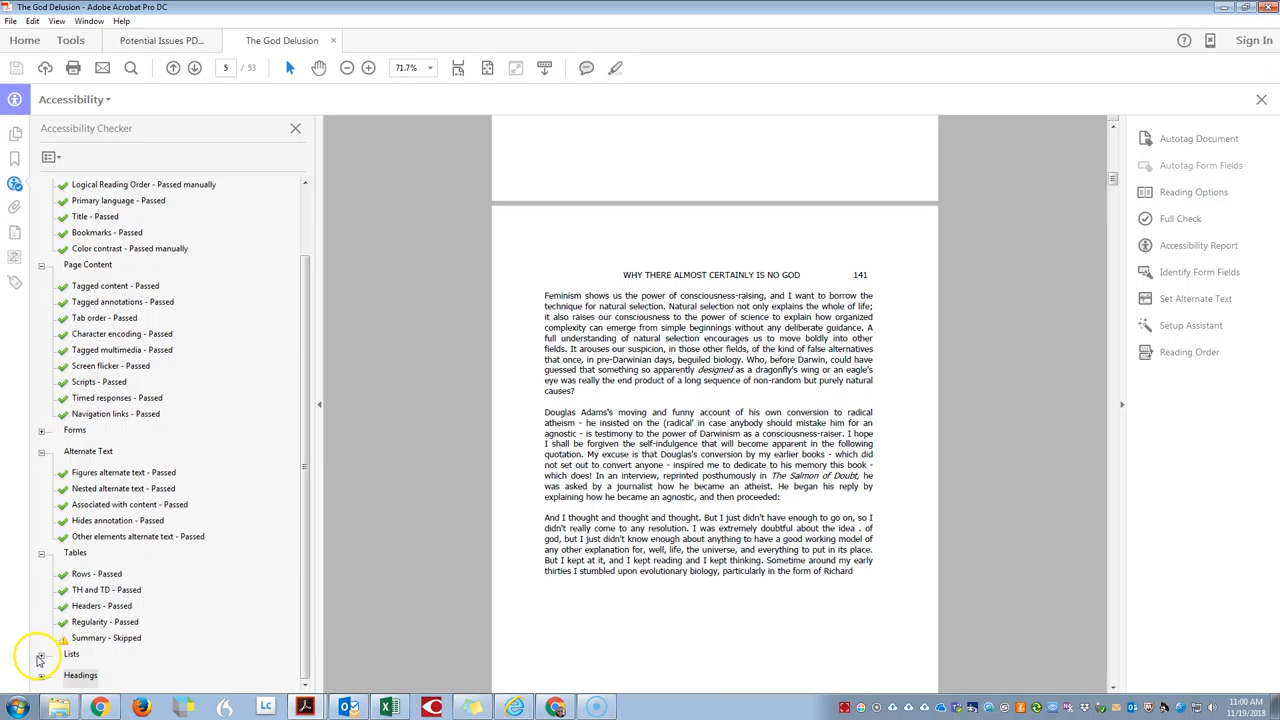 The God Delusion - Adobe Acrobat Pro DC
File Edit View Window Help
Home Tools Potential Issues PD... The God Delusion × Sign In
5 / 53 71.7%
Accessibility
Accessibility Checker
Logical Reading Order - Passed manually
Primary language - Passed
Title - Passed
Bookmarks - Passed
Color contrast - Passed manually
Page Content
Tagged content - Passed
Tagged annotations - Passed
Tab order - Passed
Character encoding - Passed
Tagged multimedia - Passed
Screen flicker - Passed
Scripts - Passed
Timed responses - Passed
Navigation links - Passed
Forms
Alternate Text
Figures alternate text - Passed
Nested alternate text - Passed
Associated with content - Passed
Hides annotation - Passed
Other elements alternate text - Passed
Tables
Rows - Passed
TH and TD - Passed
Headers - Passed
Regularity - Passed
Summary - Skipped
Lists
Headings
WHY THERE ALMOST CERTAINLY IS NO GOD 141
Feminism shows us the power of consciousness-raising, and I want to borrow the
technique for natural selection. Natural selection not only explains the whole of life;
it also raises our consciousness to the power of science to explain how organized
complexity can emerge from simple beginnings without any deliberate guidance. A
full understanding of natural selection encourages us to move boldly into other
fields. It arouses our suspicion, in those other fields, of the kind of false alternatives
that once, in pre-Darwinian days, beguiled biology. Who, before Darwin, could have
guessed that something so apparently designed as a dragonfly's wing or an eagle's
eye was really the end product of a long sequence of non-random but purely natural
causes?
Douglas Adams's moving and funny account of his own conversion to radical
atheism - he insisted on the (radical' in case anybody should mistake him for an
agnostic - is testimony to the power of Darwinism as a consciousness-raiser. I hope
I shall be forgiven the self-indulgence that will become apparent in the following
quotation. My excuse is that Douglas's conversion by my earlier books - which did
not set out to convert anyone - inspired me to dedicate to his memory this book -
which does! In an interview, reprinted posthumously in The Salmon of Doubt, he
was asked by a journalist how he became an atheist. He began his reply by
explaining how he became an agnostic, and then proceeded:
And I thought and thought and thought. But I just didn't have enough to go on, so I
didn't really come to any resolution. I was extremely doubtful about the idea . of
god, but I just didn't know enough about anything to have a good working model of
any other explanation for, well, life, the universe, and everything to put in its place.
But I kept at it, and I kept reading and I kept thinking. Sometime around my early
thirties I stumbled upon evolutionary biology, particularly in the form of Richard
Autotag Document
Autotag Form Fields
Reading Options
Full Check
Accessibility Report
Identify Form Fields
Set Alternate Text
Setup Assistant
Reading Order
LC
11:00 AM
11/19/2018